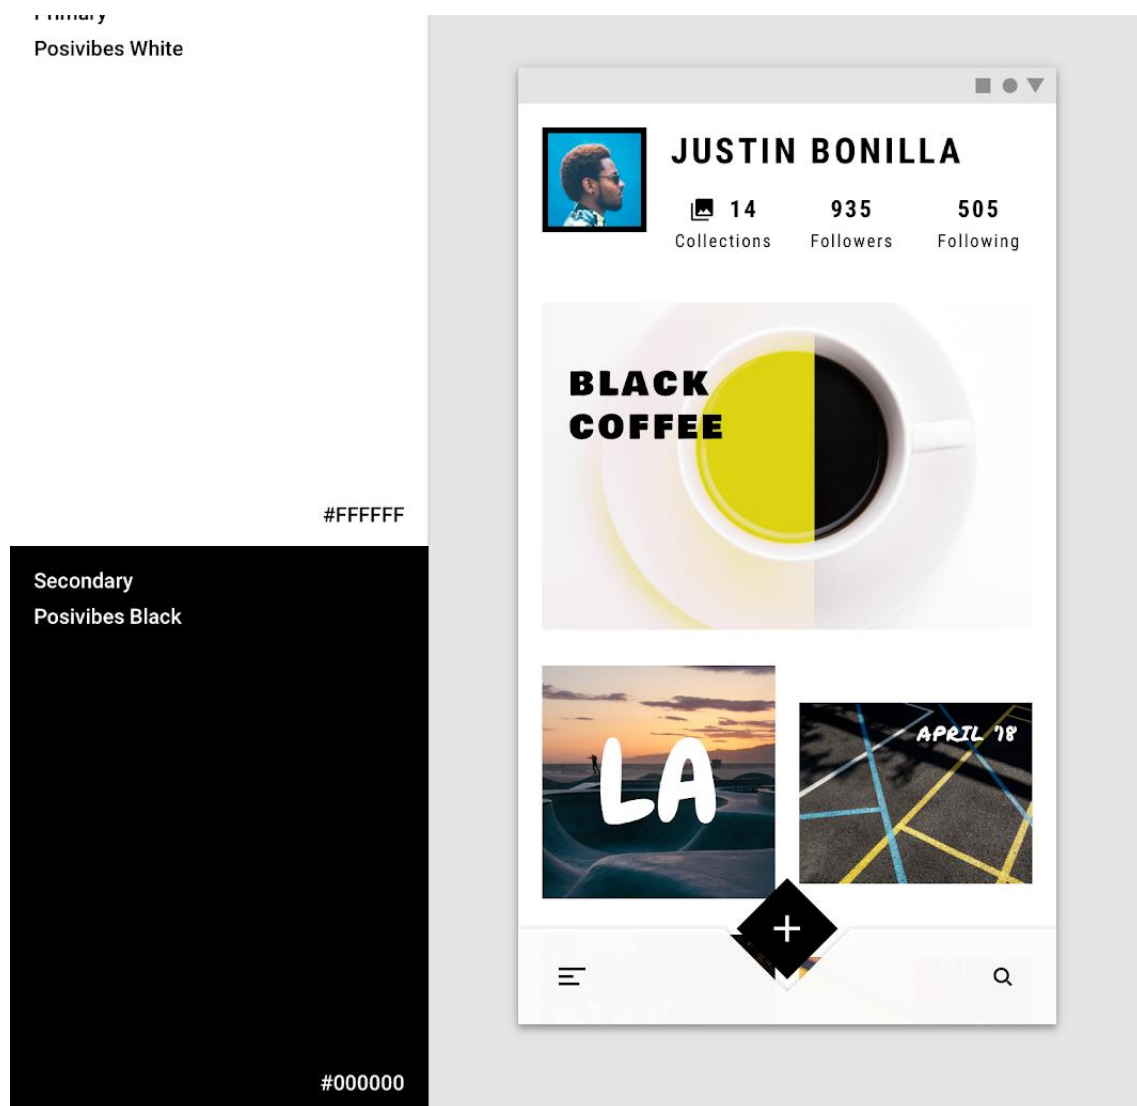 Primary
Posivibes White
#FFFFFF
Secondary
Posivibes Black
#000000
JUSTIN BONILLA
14
935
505
Collections
Followers
Following
BLACK
COFFEE
LA
APRIL '18